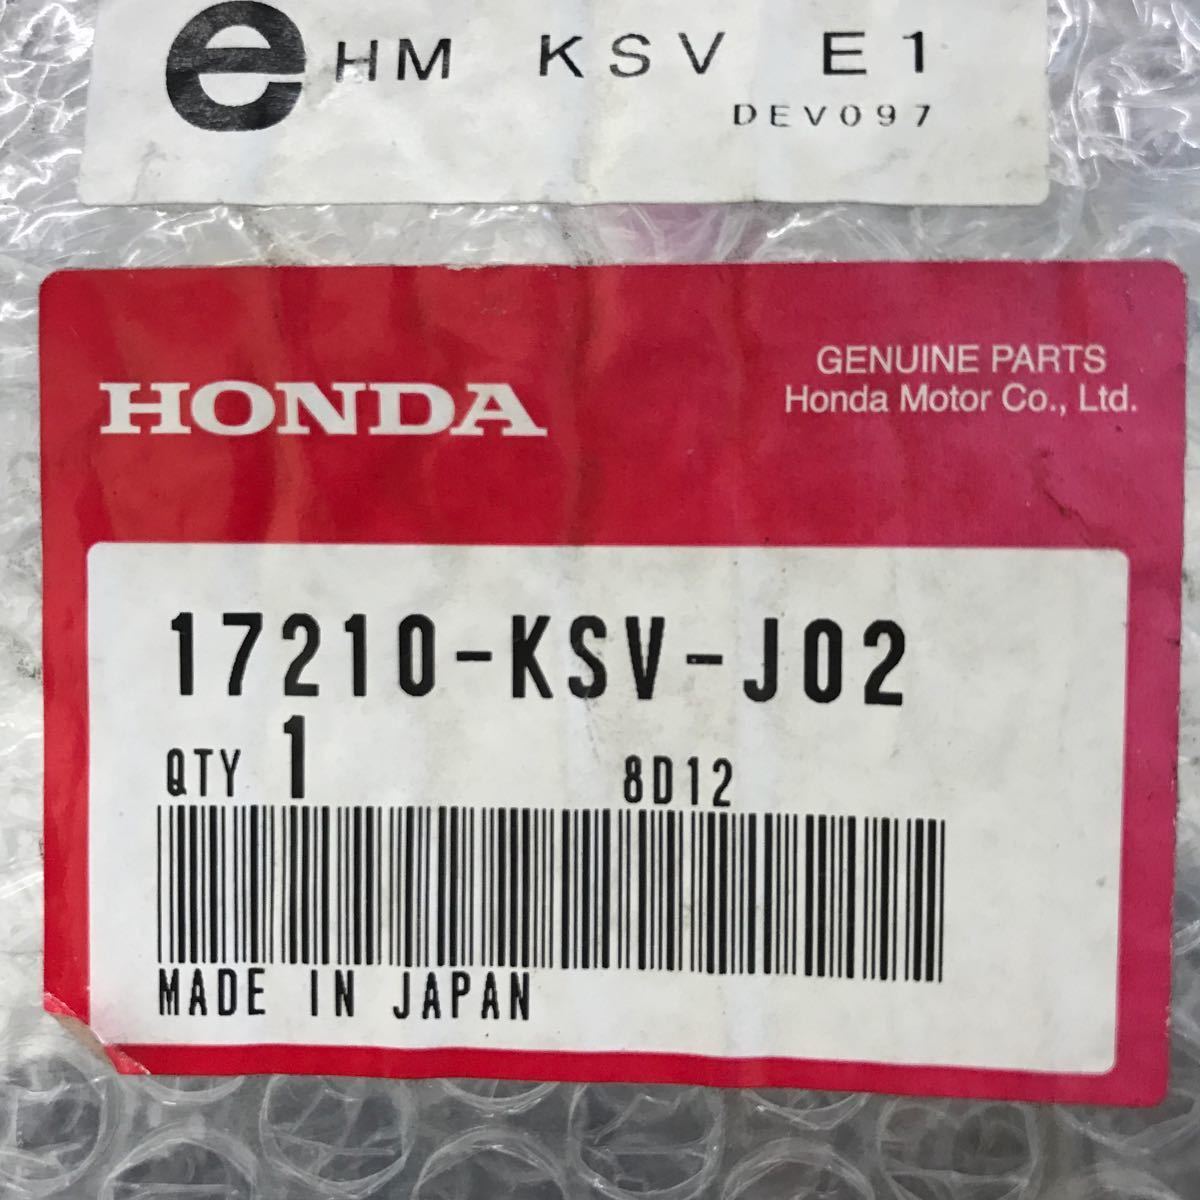 e HM KSV E1
DEV097
HONDA
GENUINE PARTS
Honda Motor Co., Ltd.
17210-KSV-J02
QTY 1 8D12
MADE IN JAPAN